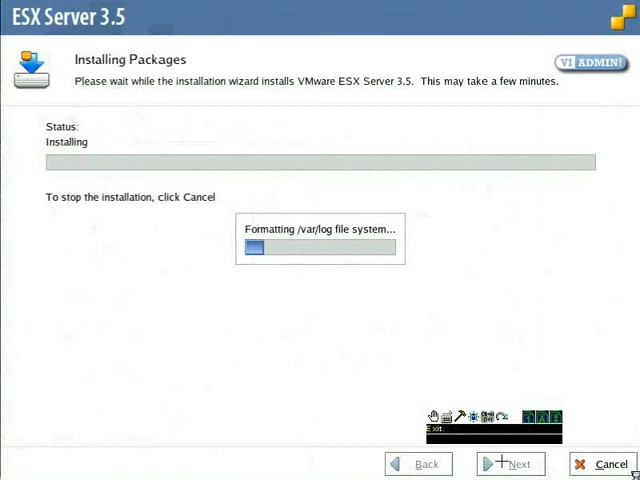 ESX Server 3.5
Installing Packages
Please wait while the installation wizard installs VMware ESX Server 3.5. This may take a few minutes.
VI ADMIN!
Status:
Installing
To stop the installation, click Cancel
Formatting /var/log file system...
Exit.
Back
Next
Cancel